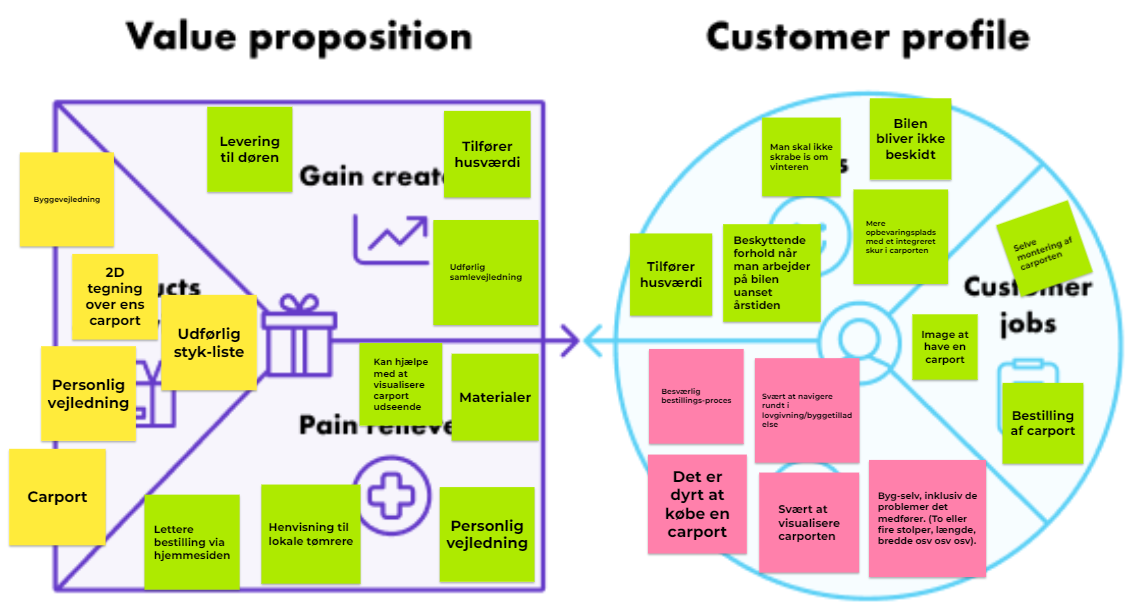 Value proposition
Customer profile
Levering
til døren
Tilfører
husværdi
Gain creat
Byggevejledning
2D
tegning
over ens
carport
ucts
Udførlig
styk-liste
Udførlig
samlevejledning
Personlig
vejledning
Carport
Kan hjælpe
med at
visualisere
carport
udseende
Materialer
Pain relieve
Lettere
bestilling via
hjemmesiden
Henvisning til
lokale tømrere
Personlig
vejledning
Man skal ikke
skrabe is om
vinteren
s
Bilen
bliver ikke
beskidt
Mere
opbevaringsplads
med et integreret
skur i carporten
Tilfører
husværdi
Beskyttende
forhold når
man arbejder
på bilen
uanset
årstiden
Selve
montering af
carporten
Customer
jobs
Image at
have en
carport
Bestilling
af carport
Besværlig
bestillings-proces
Svært at navigere
rundt i
lovgivning/byggetillad
else
Det er
dyrt at
købe en
carport
Svært at
visualisere
carporten
Byg-selv, inklusiv de
problemer det
medfører. (To eller
fire stolper, længde,
bredde osv osv osv).